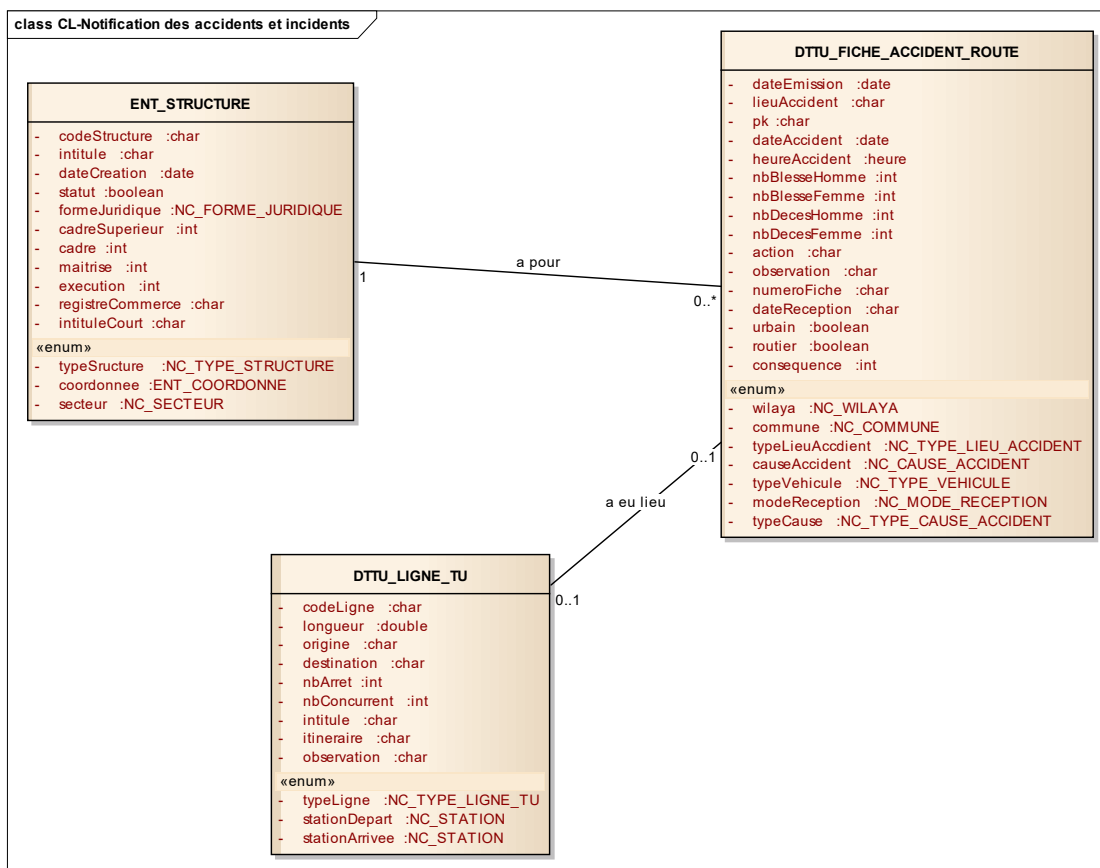 class CL-Notification des accidents et incidents
ENT_STRUCTURE
- codeStructure :char
- intitule :char
- dateCreation :date
- statut :boolean
- formeJuridique :NC_FORME_JURIDIQUE
- cadreSuperieur :int
- cadre :int
- maitrise :int
- execution :int
- registreCommerce :char
- intituleCourt :char
«enum»
- typeSructure :NC_TYPE_STRUCTURE
- coordonnee :ENT_COORDONNE
- secteur :NC_SECTEUR
1
a pour
0..*
DTTU_FICHE_ACCIDENT_ROUTE
- dateEmission :date
- lieuAccident :char
- pk :char
- dateAccident :date
- heureAccident :heure
- nbBlesseHomme :int
- nbBlesseFemme :int
- nbDecesHomme :int
- nbDecesFemme :int
- action :char
- observation :char
- numeroFiche :char
- dateReception :char
- urbain :boolean
- routier :boolean
- consequence :int
«enum»
- wilaya :NC_WILAYA
- commune :NC_COMMUNE
- typeLieuAccdient :NC_TYPE_LIEU_ACCIDENT
- causeAccident :NC_CAUSE_ACCIDENT
- typeVehicule :NC_TYPE_VEHICULE
- modeReception :NC_MODE_RECEPTION
- typeCause :NC_TYPE_CAUSE_ACCIDENT
0..1
a eu lieu
0..1
DTTU_LIGNE_TU
- codeLigne :char
- longueur :double
- origine :char
- destination :char
- nbArret :int
- nbConcurrent :int
- intitule :char
- itineraire :char
- observation :char
«enum»
- typeLigne :NC_TYPE_LIGNE_TU
- stationDepart :NC_STATION
- stationArrivee :NC_STATION